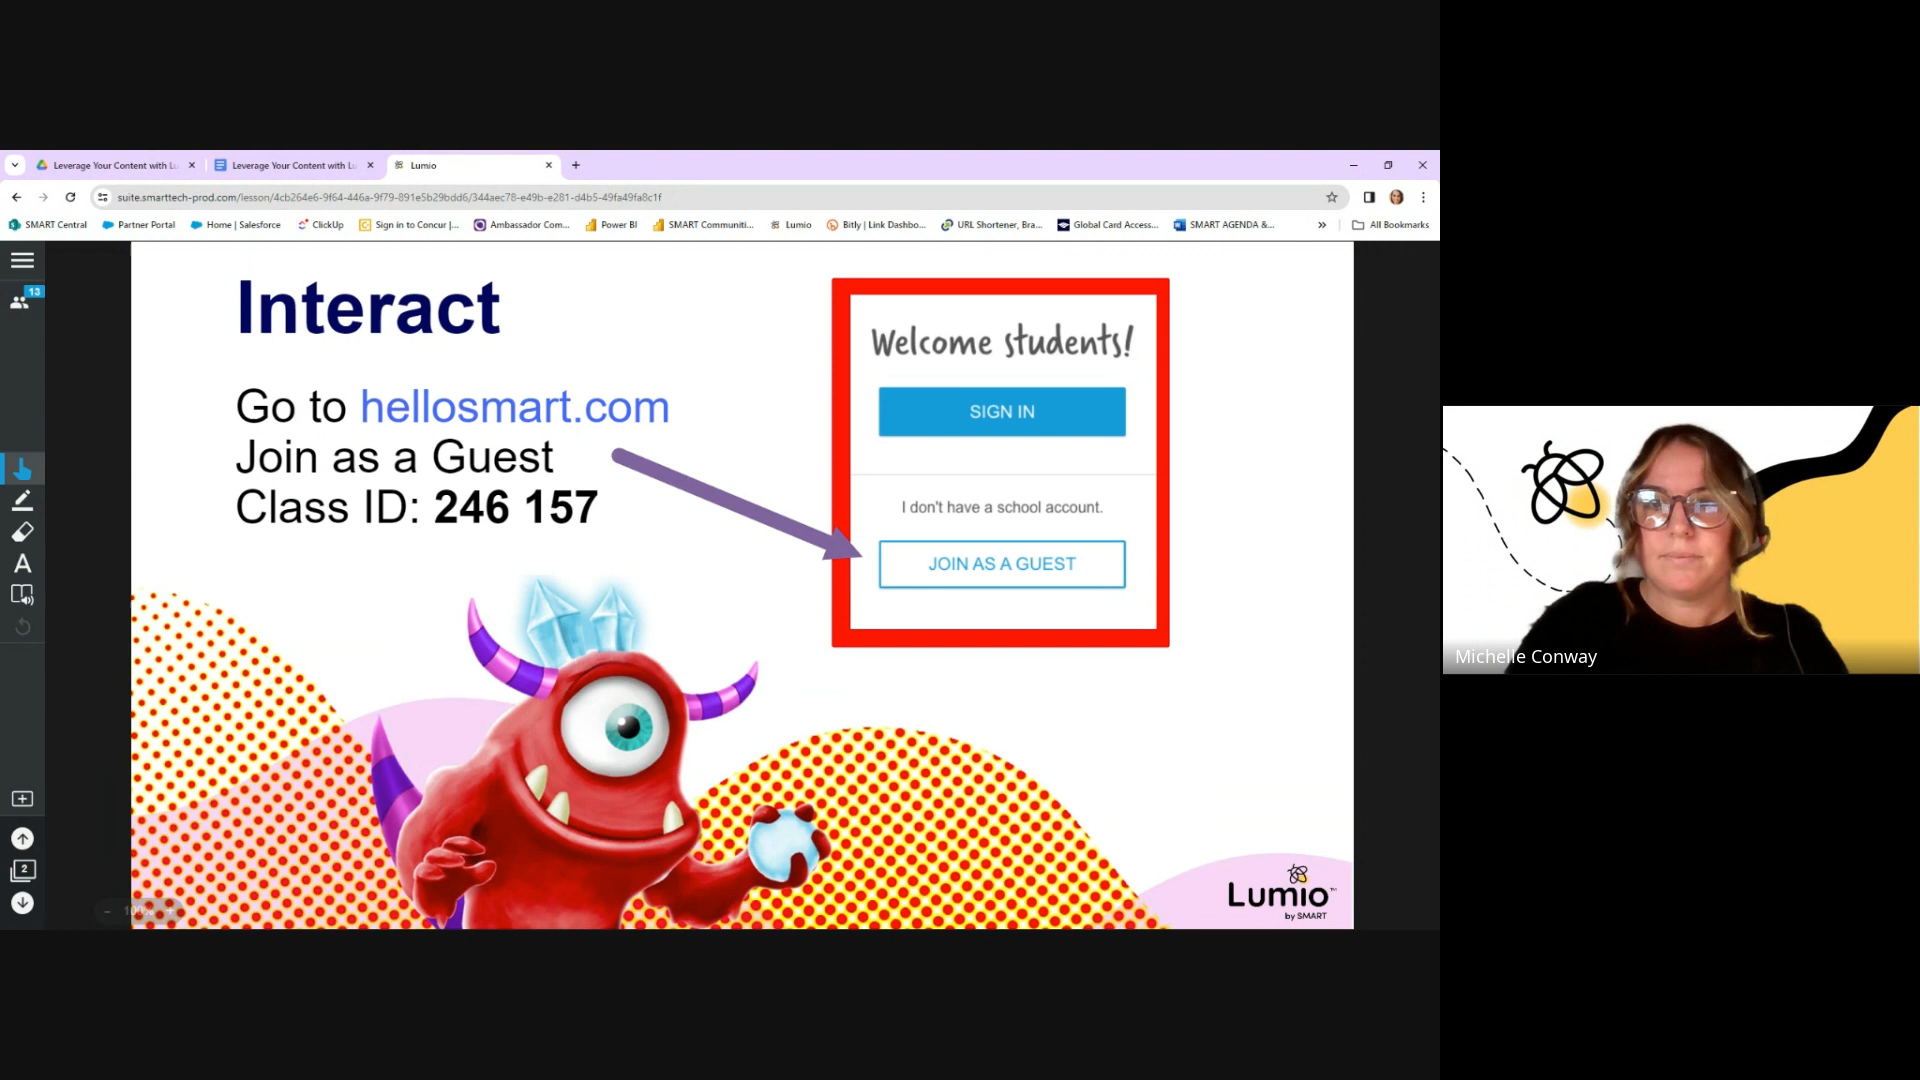 Leverage Your Content with Lu
Leverage Your Content with Lu
Lumio
suite.smarttech-prod.com/lesson/4cb264e6-9f64-446a-9f79-891e5b29bdd6/344aec78-e49b-e281-d4b5-49fa49fa8c1f
SMART Central
Partner Portal
Home | Salesforce
ClickUp
Sign in to Concur |...
Ambassador Com...
Power BI
SMART Communiti...
Lumio
Bitly | Link Dashbo...
URL Shortener, Bra...
Global Card Access...
SMART AGENDA &...
All Bookmarks
13
Interact
Go to hellosmart.com
Join as a Guest
Class ID: 246 157
Welcome students!
SIGN IN
I don't have a school account.
JOIN AS A GUEST
A
2
100%
Lumio™
by SMART
Michelle Conway